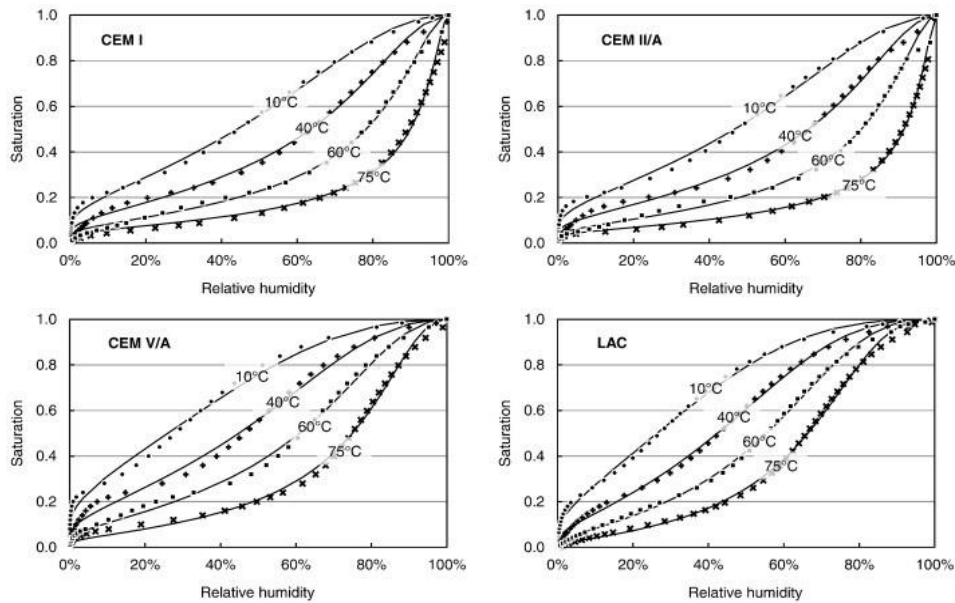 CEM I
Saturation
1.0
0.8
0.6
0.4
0.2
0.0
10°C
40°C
60°C
75°C
0%
20%
40%
60%
80%
100%
Relative humidity
CEM II/A
Saturation
1.0
0.8
0.6
0.4
0.2
0.0
10°C
40°C
60°C
75°C
0%
20%
40%
60%
80%
100%
Relative humidity
CEM V/A
Saturation
1.0
0.8
0.6
0.4
0.2
0.0
10°C
40°C
60°C
75°C
0%
20%
40%
60%
80%
100%
Relative humidity
LAC
Saturation
1.0
0.8
0.6
0.4
0.2
0.0
10°C
40°C
60°C
75°C
0%
20%
40%
60%
80%
100%
Relative humidity